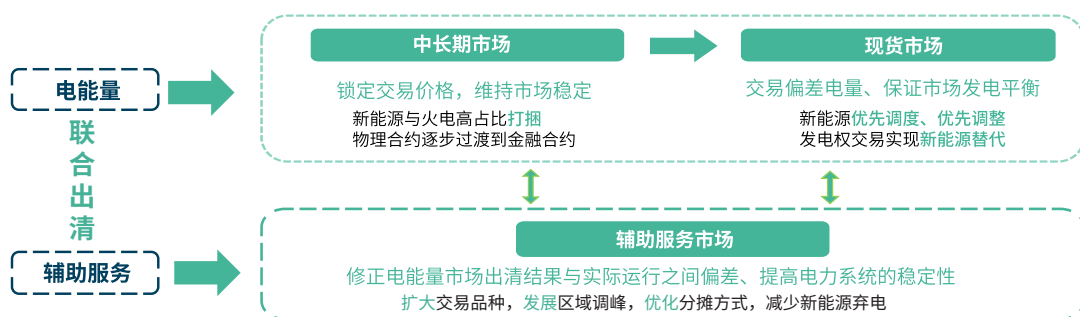 中长期市场
现货市场
电能量
锁定交易价格，维持市场稳定
交易偏差电量、保证市场发电平衡
新能源与火电高占比打捆
新能源优先调度、优先调整
物理合约逐步过渡到金融合约
发电权交易实现新能源替代
联
合
出
清
辅助服务
辅助服务市场
修正电能量市场出清结果与实际运行之间偏差、提高电力系统的稳定性
扩大交易品种，发展区域调峰，优化分摊方式，减少新能源弃电